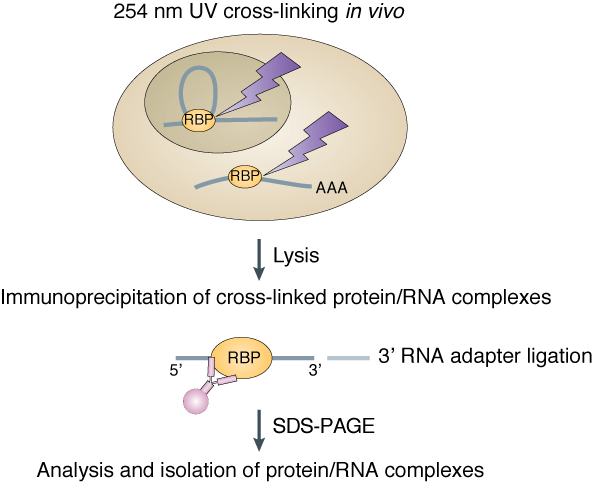 254 nm UV cross-linking in vivo
RBP
RBP
AAA
Lysis
Immunoprecipitation of cross-linked protein/RNA complexes
RBP
5’
3’
3’ RNA adapter ligation
SDS-PAGE
Analysis and isolation of protein/RNA complexes